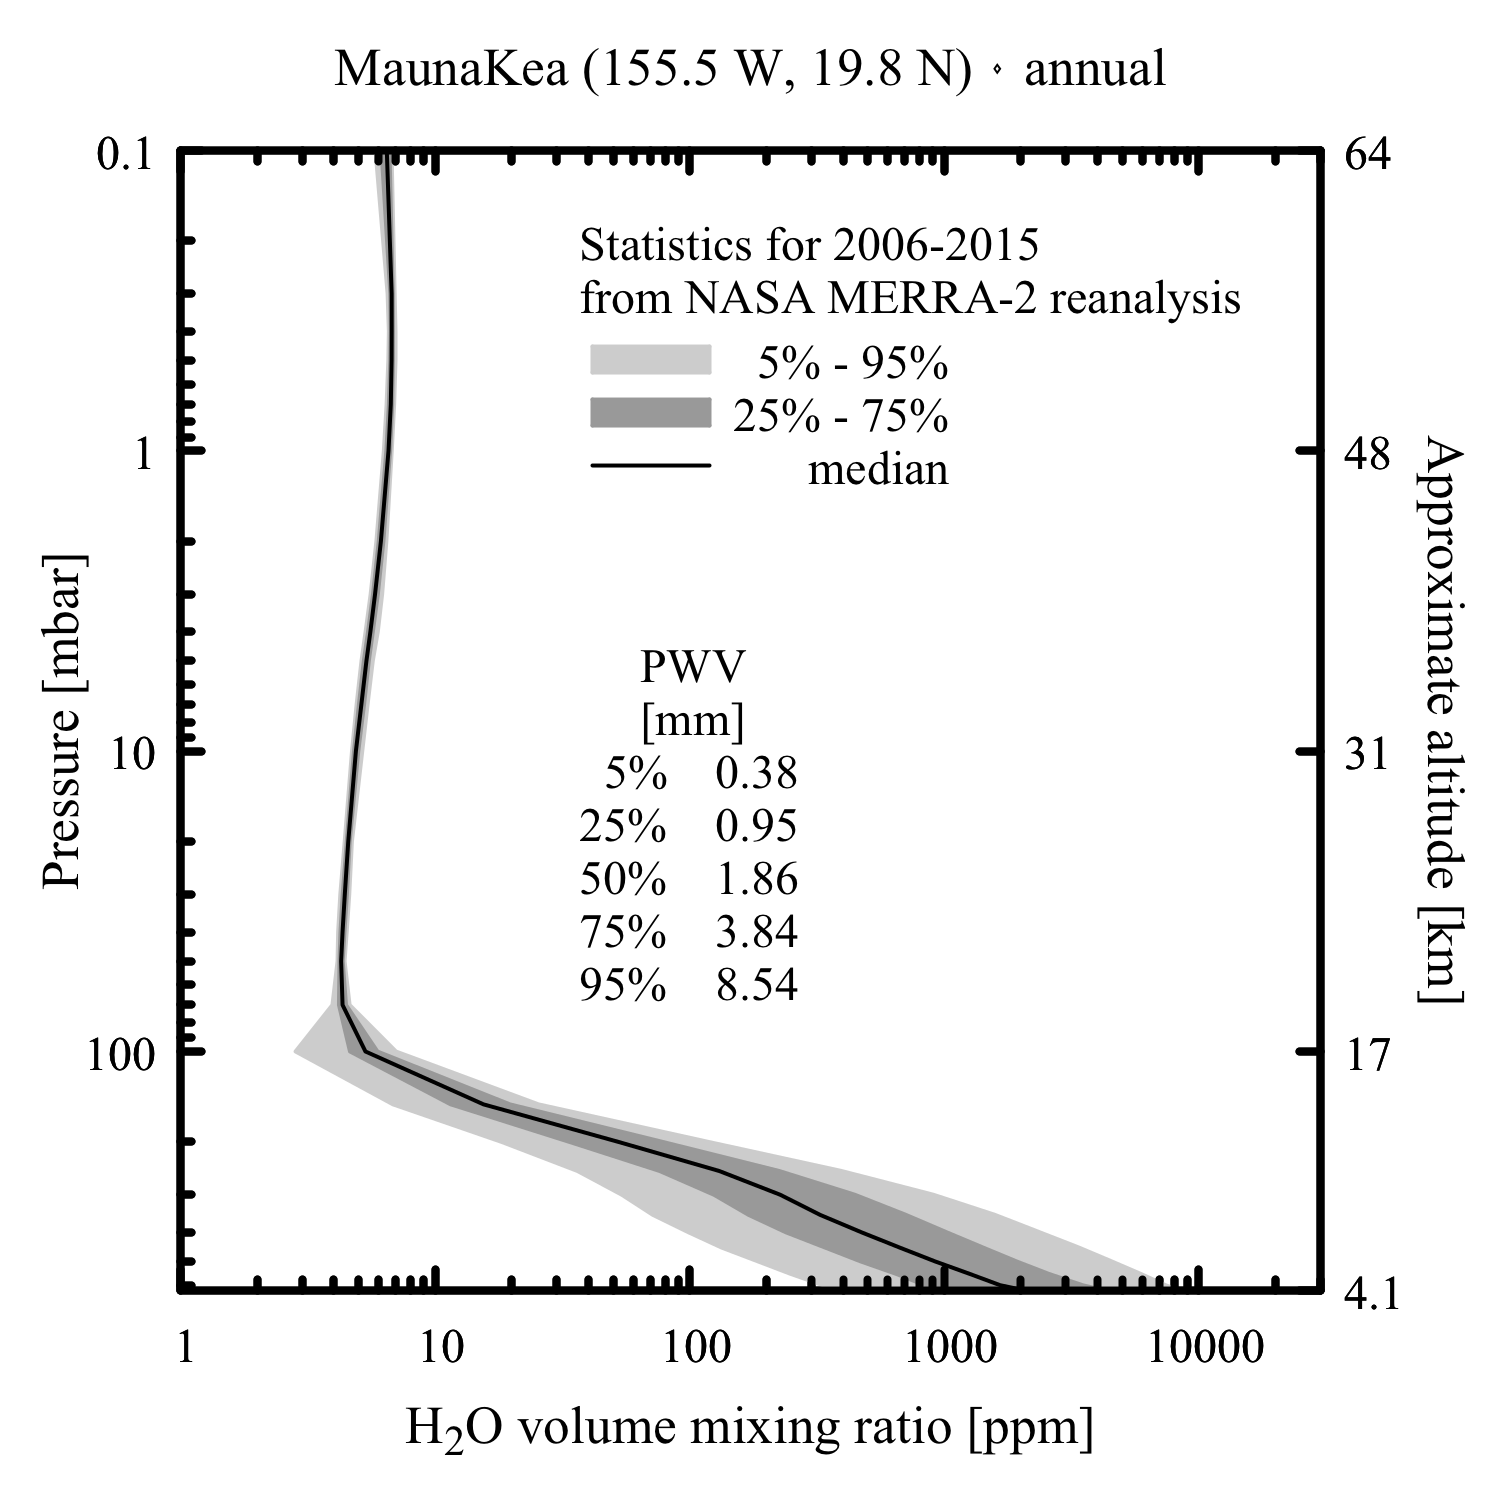 MaunaKea (155.5 W, 19.8 N) ⋄ annual
0.1
1
10
100
Pressure [mbar]
64
48
31
17
4.1
Approximate altitude [km]
Statistics for 2006-2015
from NASA MERRA-2 reanalysis
5% - 95%
25% - 75%
median
PWV
[mm]
5% 0.38
25% 0.95
50% 1.86
75% 3.84
95% 8.54
1 10 100 1000 10000
H₂O volume mixing ratio [ppm]